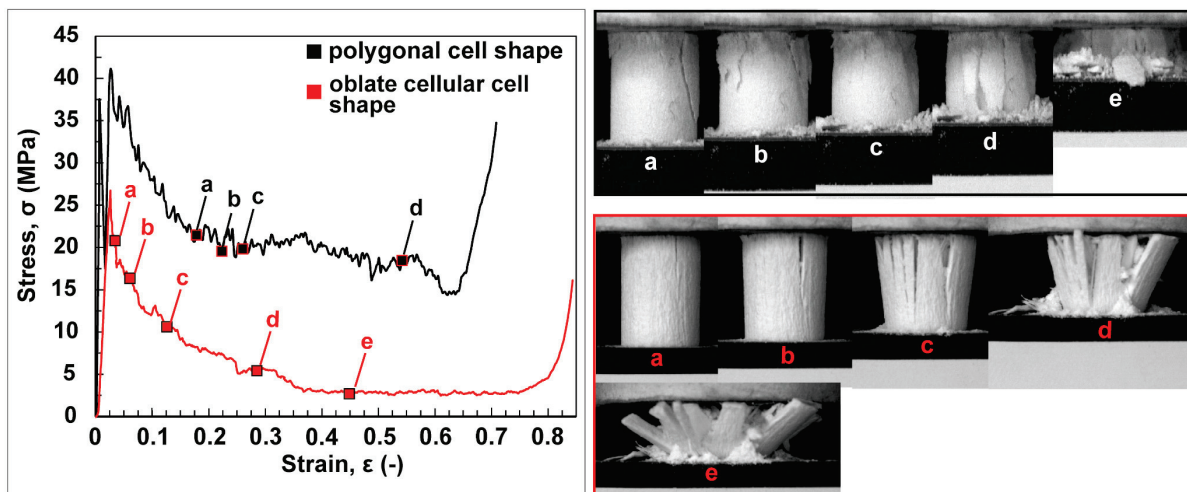 45
40
35
30
25
20
15
10
5
0
Stress, σ (MPa)
polygonal cell shape
oblate cellular cell
shape
a
b
c
d
a
b
c
d
e
0 0.1 0.2 0.3 0.4 0.5 0.6 0.7 0.8
Strain, ε (-)
a
b
c
d
e
a
b
c
d
e